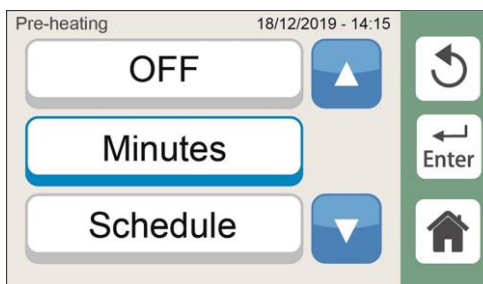 Pre-heating 18/12/2019 - 14:15
OFF
Minutes
Enter
Schedule